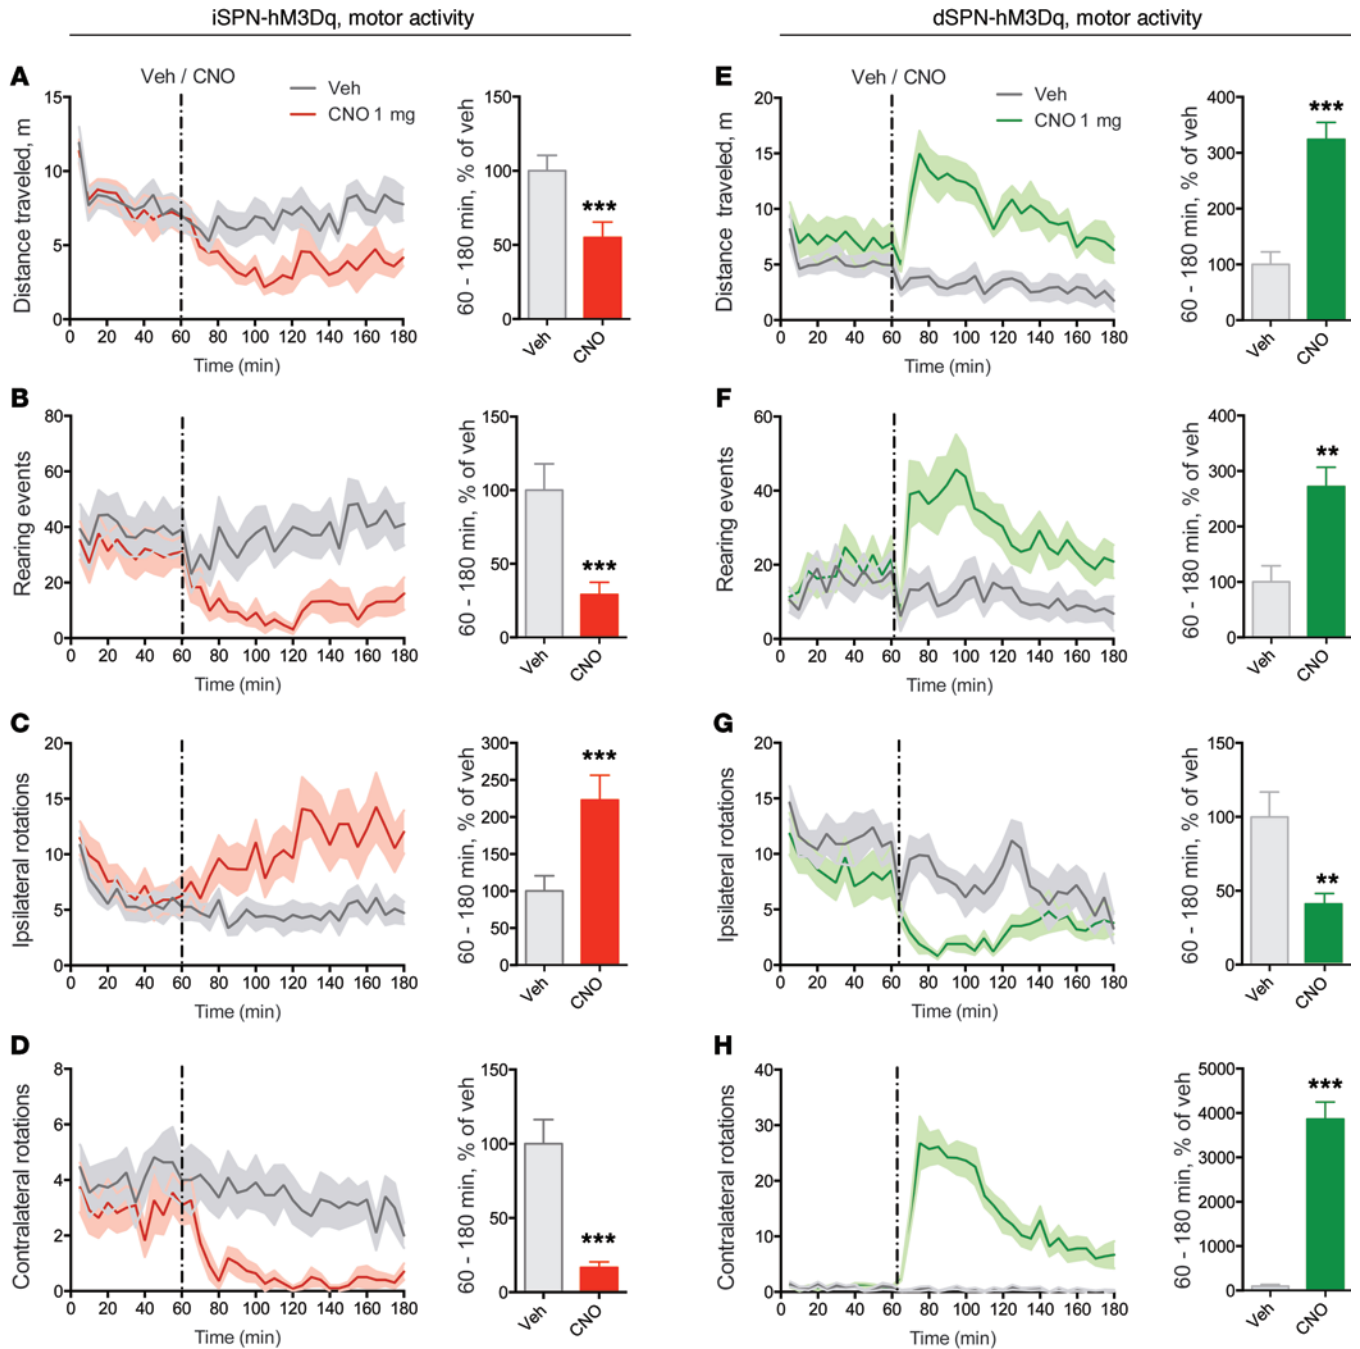 iSPN-hM3Dq, motor activity
dSPN-hM3Dq, motor activity
A
Veh / CNO
Veh
CNO 1 mg
Distance traveled, m
15
10
5
0
0 20 40 60 80 100 120 140 160 180
Time (min)
60 - 180 min, % of veh
150
100
50
0
***
Veh
CNO
E
Veh / CNO
Veh
CNO 1 mg
Distance traveled, m
20
15
10
5
0
0 20 40 60 80 100 120 140 160 180
Time (min)
60 - 180 min, % of veh
400
300
200
100
0
***
Veh
CNO
B
Rearing events
80
60
40
20
0
0 20 40 60 80 100 120 140 160 180
Time (min)
60 - 180 min, % of veh
150
100
50
0
***
Veh
CNO
F
Rearing events
60
40
20
0
0 20 40 60 80 100 120 140 160 180
Time (min)
60 - 180 min, % of veh
400
300
200
100
0
**
Veh
CNO
C
Ipsilateral rotations
20
15
10
5
0
0 20 40 60 80 100 120 140 160 180
Time (min)
60 - 180 min, % of veh
300
250
200
150
100
50
0
***
Veh
CNO
G
Ipsilateral rotations
20
15
10
5
0
0 20 40 60 80 100 120 140 160 180
Time (min)
60 - 180 min, % of veh
150
100
50
0
**
Veh
CNO
D
Contralateral rotations
8
6
4
2
0
0 20 40 60 80 100 120 140 160 180
Time (min)
60 - 180 min, % of veh
150
100
50
0
***
Veh
CNO
H
Contralateral rotations
40
30
20
10
0
0 20 40 60 80 100 120 140 160 180
Time (min)
60 - 180 min, % of veh
5000
4000
3000
2000
1000
0
***
Veh
CNO